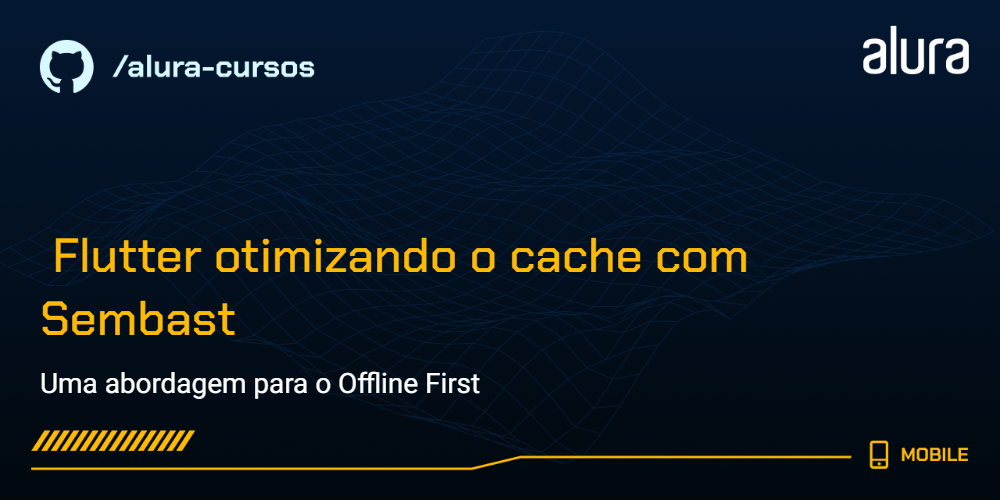 /alura-cursos
alura
Flutter otimizando o cache com
Sembast
Uma abordagem para o Offline First
MOBILE